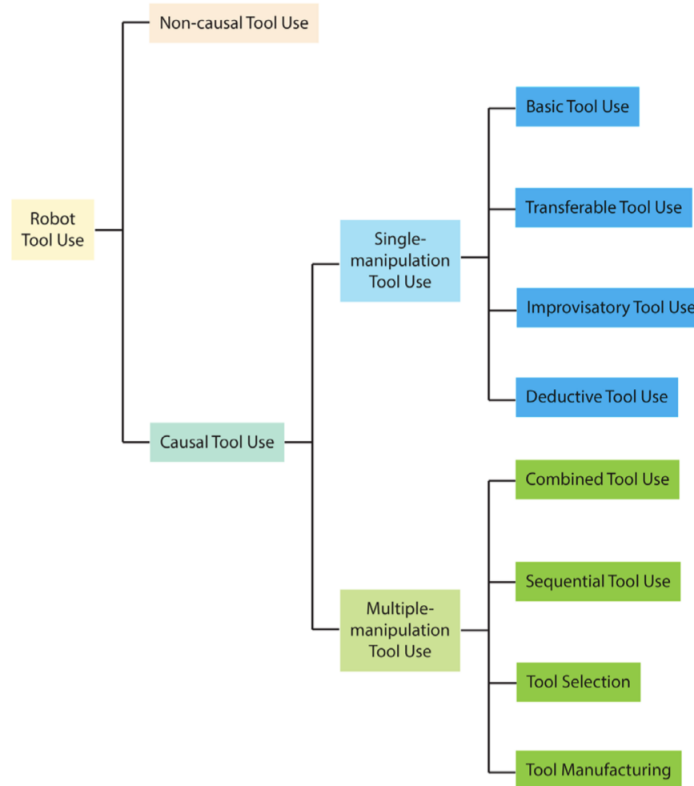 Non-causal Tool Use
Basic Tool Use
Robot
Tool Use
Transferable Tool Use
Single-
manipulation
Tool Use
Improvisatory Tool Use
Deductive Tool Use
Causal Tool Use
Combined Tool Use
Sequential Tool Use
Multiple-
manipulation
Tool Use
Tool Selection
Tool Manufacturing